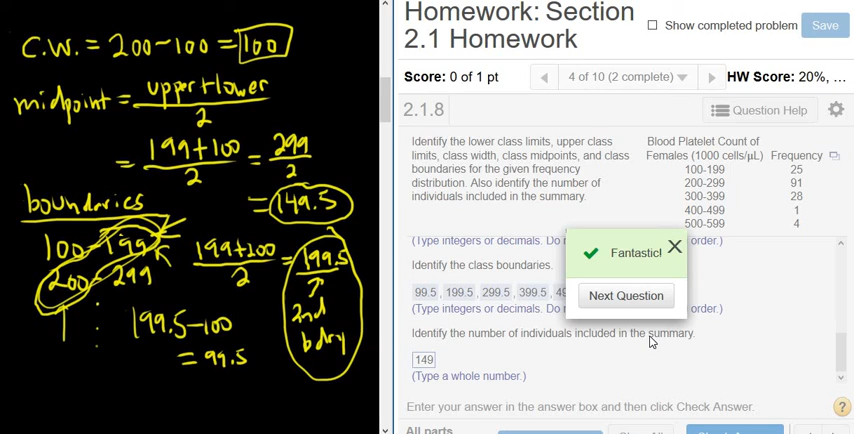 C.W. = 200-100 = 100
midpoint = upper+lower
2
= 199+100 = 299
2 2
= 149.5
boundaries
100-199
200-299
199+200 = 199.5
2
2nd
bdry
199.5-100
= 99.5
Homework: Section
2.1 Homework
Show completed problem
Save
Score: 0 of 1 pt
4 of 10 (2 complete)
HW Score: 20%, ...
2.1.8
Question Help
Identify the lower class limits, upper class
limits, class width, class midpoints, and class
boundaries for the given frequency
distribution. Also identify the number of
individuals included in the summary.
Blood Platelet Count of
Females (1000 cells/μL) Frequency
100-199 25
200-299 91
300-399 28
400-499 1
500-599 4
(Type integers or decimals. Do order.)
Identify the class boundaries.
99.5 , 199.5 , 299.5 , 399.5 ,
(Type integers or decimals. Do order.)
Fantastic!
Next Question
Identify the number of individuals included in the summary.
149
(Type a whole number.)
Enter your answer in the answer box and then click Check Answer.
?
All parts